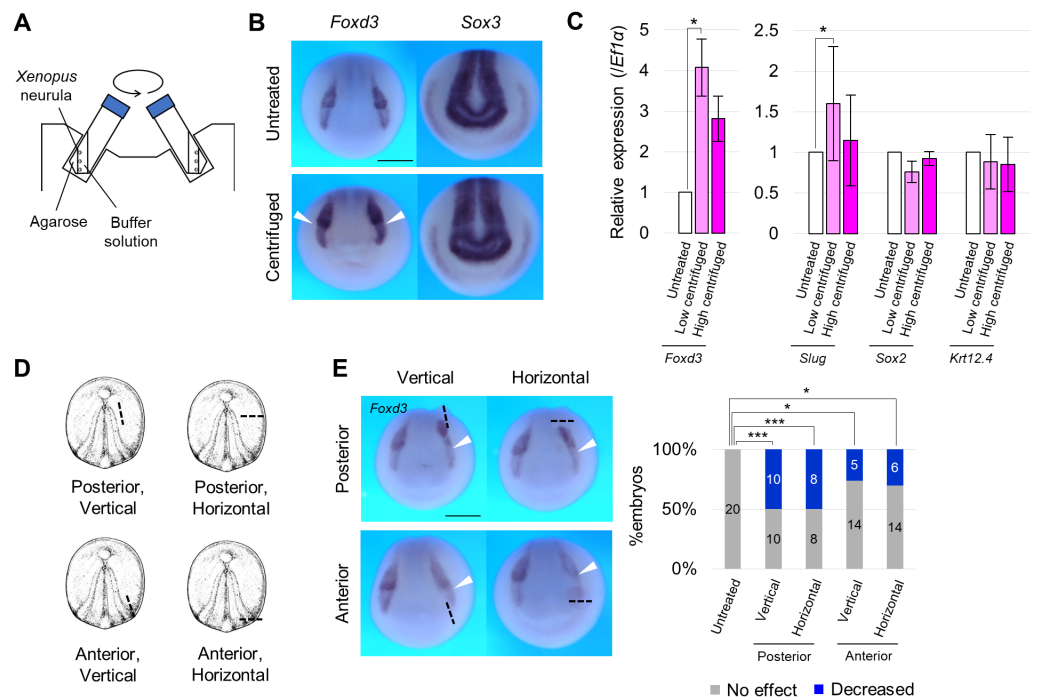 A
Xenopus
neurula
Agarose
Buffer
solution
B
Foxd3
Sox3
Untreated
Centrifuged
C
Relative expression (/Ef1α)
5
4
3
2
1
0
*
Untreated
Low centrifuged
High centrifuged
Foxd3
2.5
2
1.5
1
0.5
0
*
Untreated
Low centrifuged
High centrifuged
Slug
Untreated
Low centrifuged
High centrifuged
Sox2
Untreated
Low centrifuged
High centrifuged
Krt12.4
D
Posterior,
Vertical
Posterior,
Horizontal
Anterior,
Vertical
Anterior,
Horizontal
E
Vertical
Horizontal
Foxd3
Posterior
Anterior
%embryos
100%
50%
0%
*
*
***
***
20
10
10
8
8
5
14
6
14
Untreated
Vertical
Horizontal
Vertical
Horizontal
Posterior
Anterior
No effect
Decreased